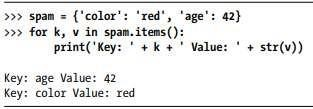 >>> spam = {'color': 'red', 'age': 42}
>>> for k, v in spam.items():
        print('Key: ' + k + ' Value: ' + str(v))

Key: age Value: 42
Key: color Value: red